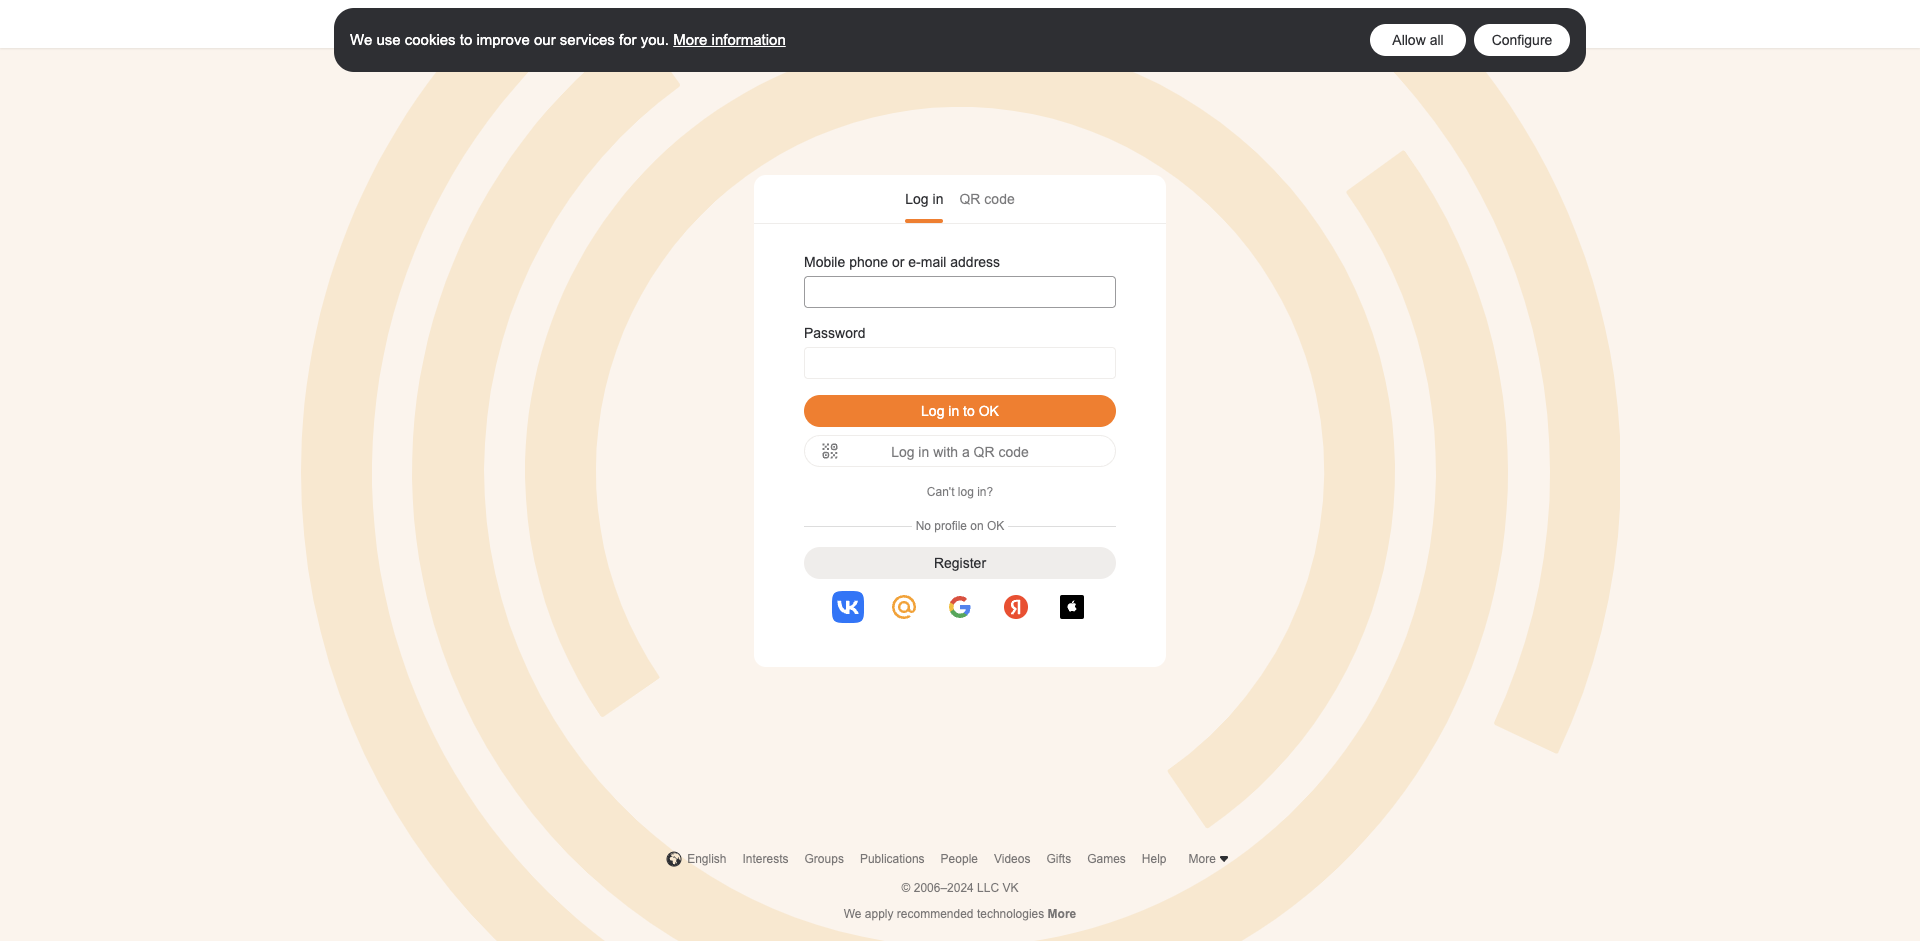 We use cookies to improve our services for you. More information
Allow all
Configure
Log in
QR code
Mobile phone or e-mail address
Password
Log in to OK
Log in with a QR code
Can't log in?
No profile on OK
Register
English Interests Groups Publications People Videos Gifts Games Help More
© 2006–2024 LLC VK
We apply recommended technologies More